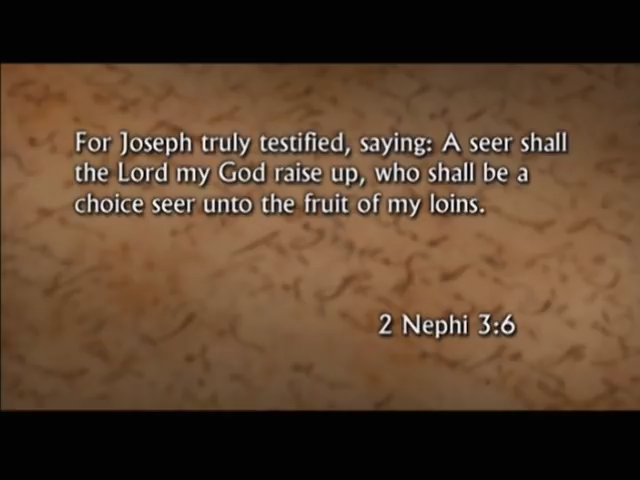 For Joseph truly testified, saying: A seer shall
the Lord my God raise up, who shall be a
choice seer unto the fruit of my loins.
2 Nephi 3:6